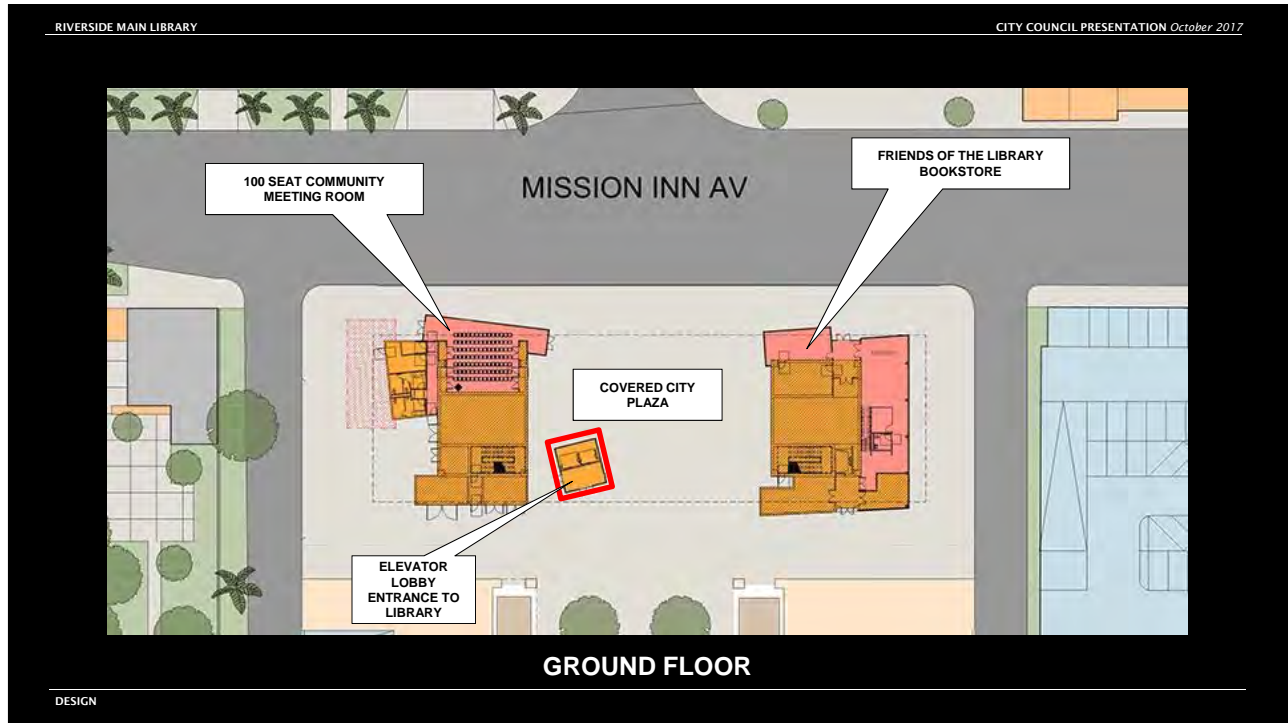 RIVERSIDE MAIN LIBRARY
CITY COUNCIL PRESENTATION October 2017
100 SEAT COMMUNITY
MEETING ROOM
MISSION INN AV
FRIENDS OF THE LIBRARY
BOOKSTORE
COVERED CITY
PLAZA
ELEVATOR
LOBBY
ENTRANCE TO
LIBRARY
GROUND FLOOR
DESIGN